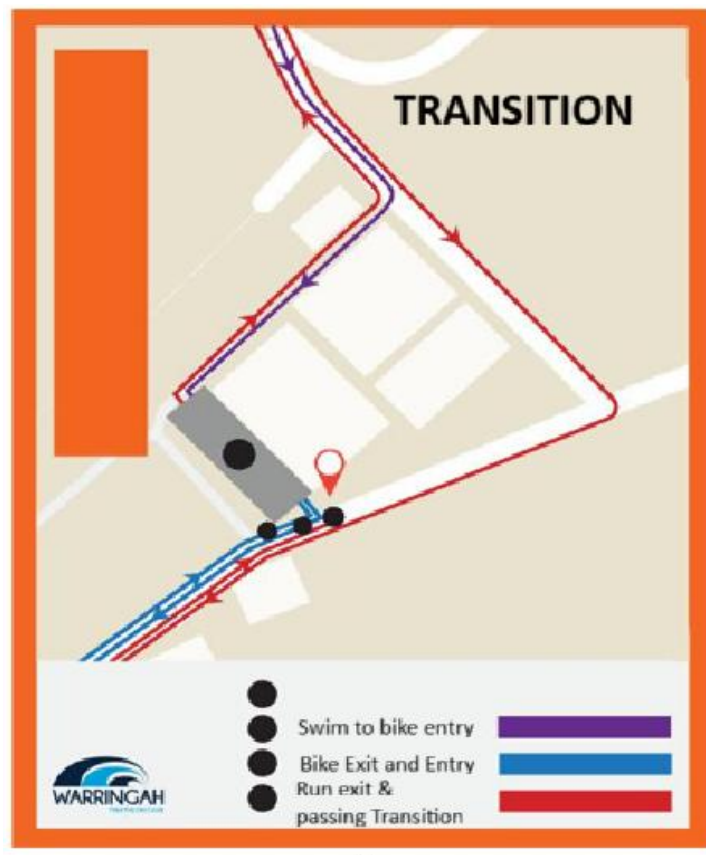 TRANSITION
Swim to bike entry
Bike Exit and Entry
Run exit &
passing Transition
WARRINGAH